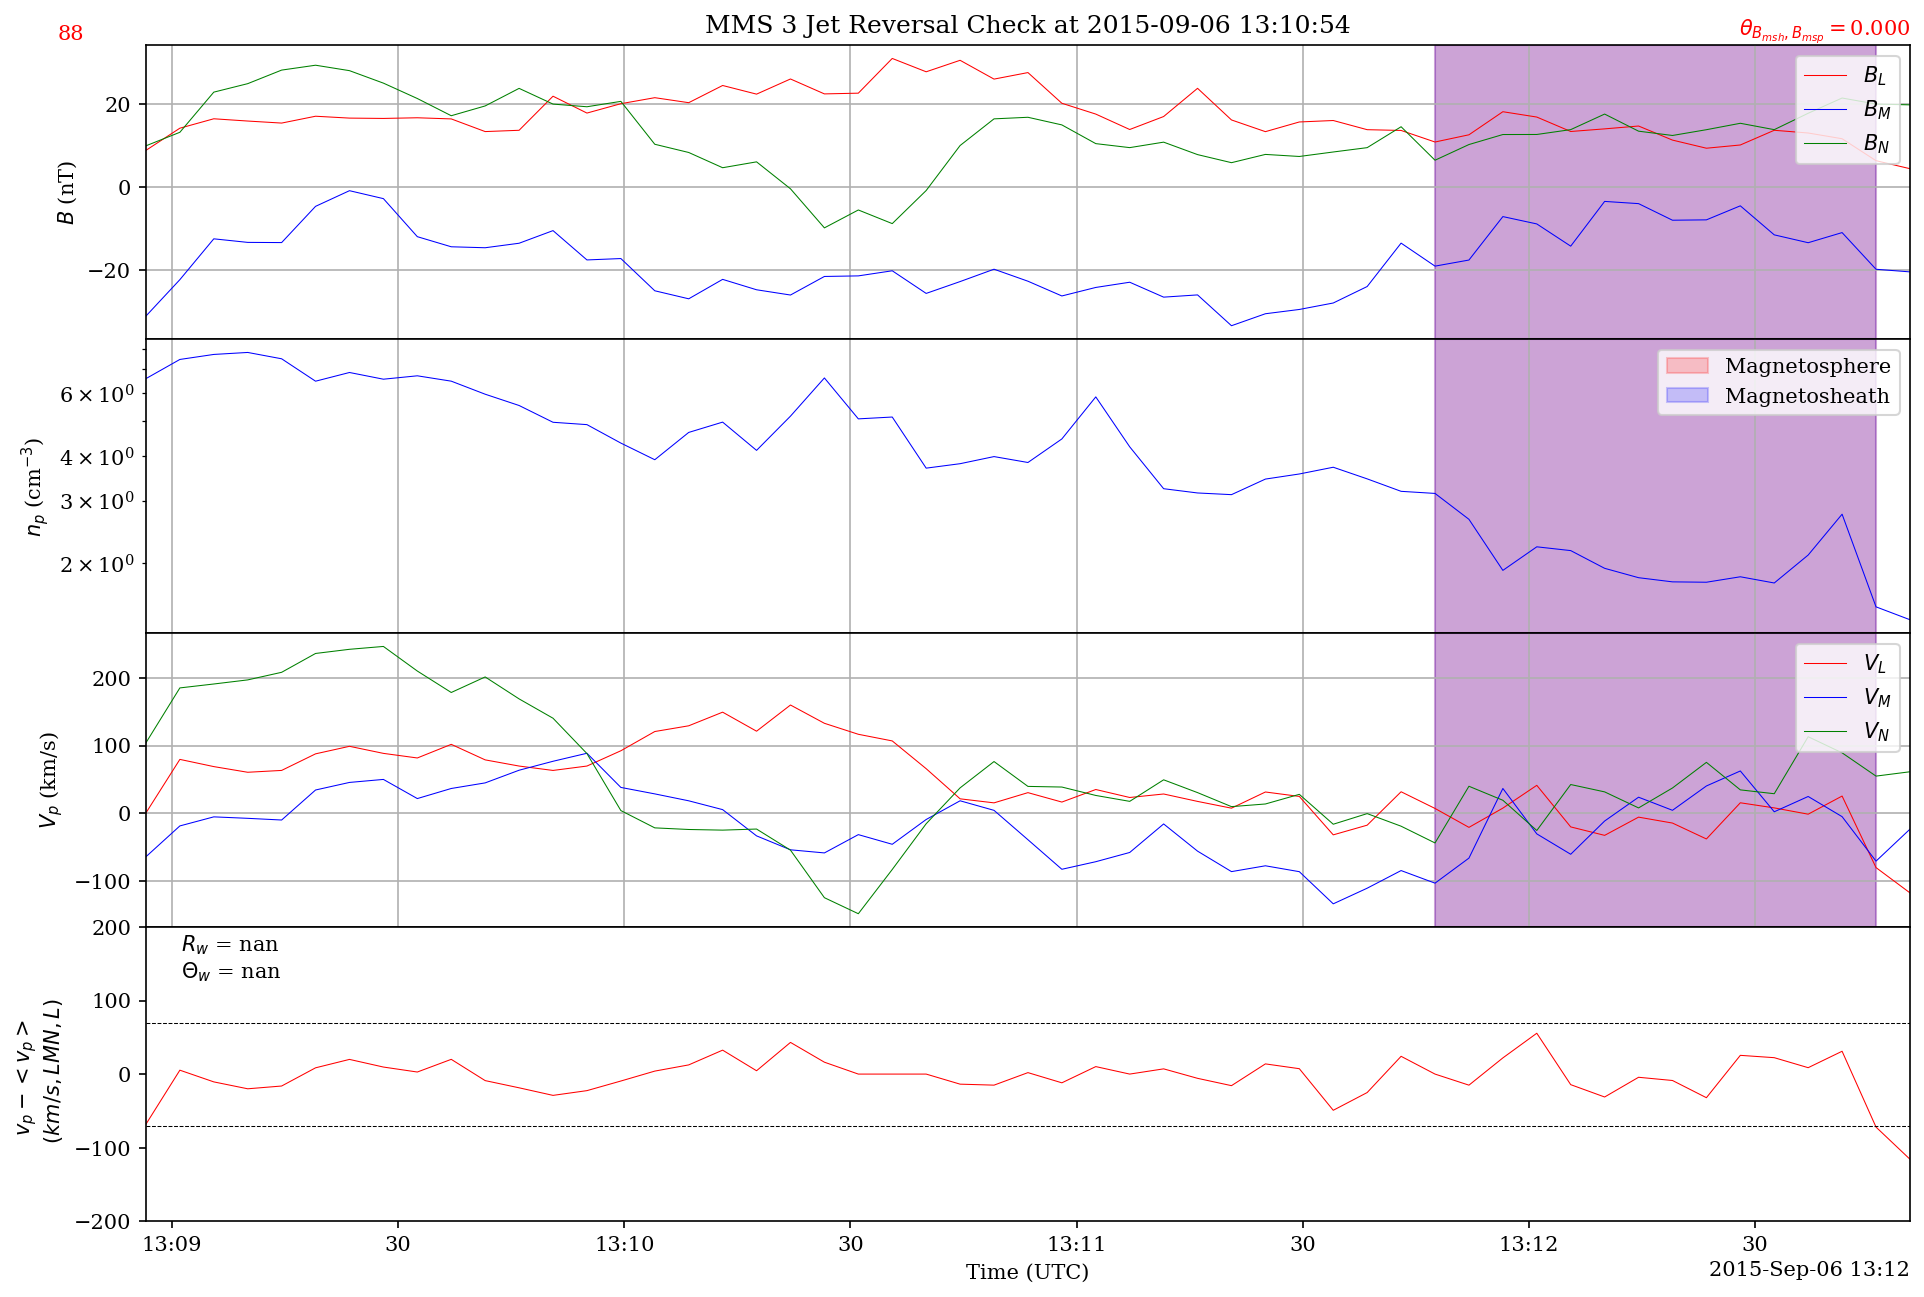 88
MMS 3 Jet Reversal Check at 2015-09-06 13:10:54
θ_{B_{msh}, B_{msp}} = 0.000
B (nT)
20
0
−20
B_L
B_M
B_N
n_p (cm^{−3})
6 × 10^0
4 × 10^0
3 × 10^0
2 × 10^0
Magnetosphere
Magnetosheath
V_p (km/s)
200
100
0
−100
V_L
V_M
V_N
v_p − < v_p >
(km/s, LMN, L)
200
100
0
−100
−200
R_w = nan
Θ_w = nan
13:09 30 13:10 30 13:11 30 13:12 30
Time (UTC)
2015-Sep-06 13:12